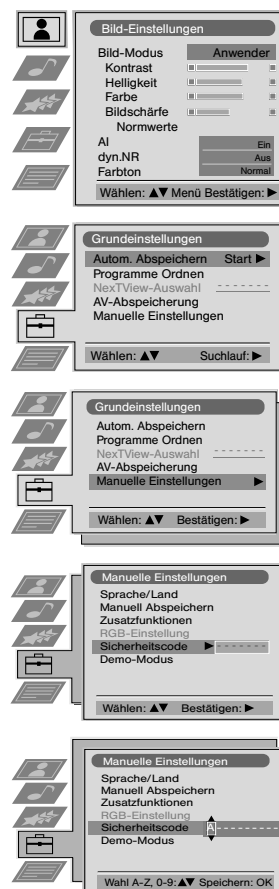 Bild-Einstellungen
Bild-Modus Anwender
Kontrast
Helligkeit
Farbe
Bildschärfe
Normwerte
AI Ein
dyn.NR Aus
Farbton Normal
Wählen: ▲▼ Menü Bestätigen: ▶
Grundeinstellungen
Autom. Abspeichern Start ▶
Programme Ordnen
NexTView-Auswahl - - - - - -
AV-Abspeicherung
Manuelle Einstellungen
Wählen: ▲▼ Suchlauf: ▶
Grundeinstellungen
Autom. Abspeichern
Programme Ordnen
NexTView-Auswahl - - - - - -
AV-Abspeicherung
Manuelle Einstellungen ▶
Wählen: ▲▼ Bestätigen: ▶
Manuelle Einstellungen
Sprache/Land
Manuell Abspeichern
Zusatzfunktionen
RGB-Einstellung
Sicherheitscode ▶ - - - - - - -
Demo-Modus
Wählen: ▲▼ Bestätigen: ▶
Manuelle Einstellungen
Sprache/Land
Manuell Abspeichern
Zusatzfunktionen
RGB-Einstellung
Sicherheitscode A - - - - - - -
Demo-Modus
Wahl A-Z, 0-9: ▲▼ Speichern: OK